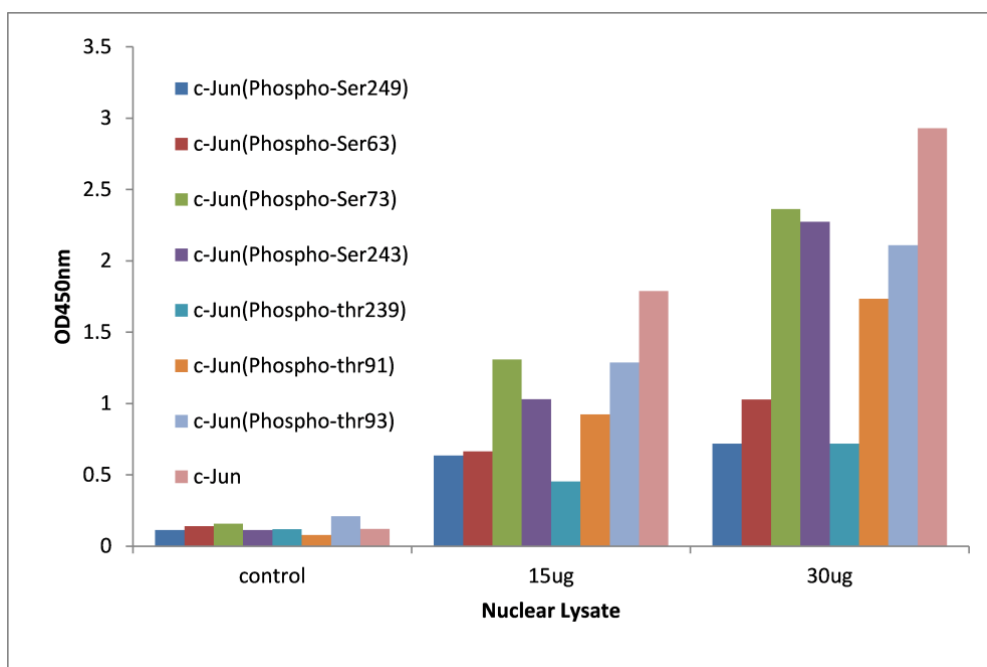 3.5
3
2.5
2
1.5
1
0.5
0
OD450nm
c-Jun(Phospho-Ser249)
c-Jun(Phospho-Ser63)
c-Jun(Phospho-Ser73)
c-Jun(Phospho-Ser243)
c-Jun(Phospho-thr239)
c-Jun(Phospho-thr91)
c-Jun(Phospho-thr93)
c-Jun
control 15ug 30ug
Nuclear Lysate